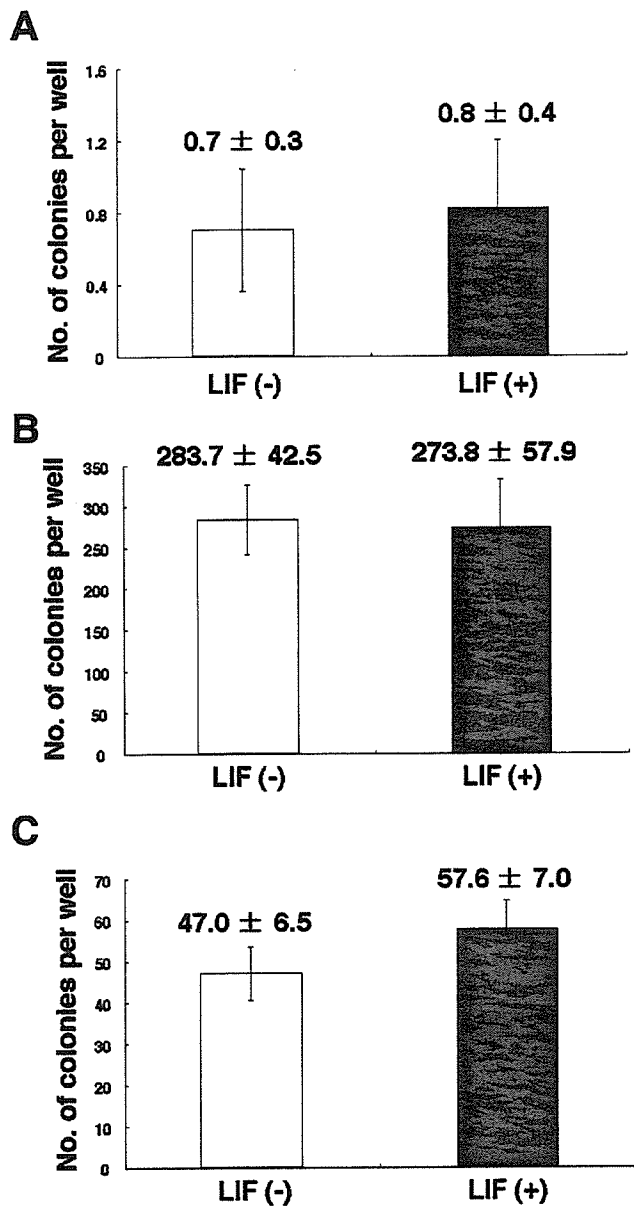 A
No. of colonies per well
1.6
1.2
0.8
0.4
0
0.7 ± 0.3
0.8 ± 0.4
LIF (-)
LIF (+)
B
No. of colonies per well
350
300
250
200
150
100
50
0
283.7 ± 42.5
273.8 ± 57.9
LIF (-)
LIF (+)
C
No. of colonies per well
70
60
50
40
30
20
10
0
47.0 ± 6.5
57.6 ± 7.0
LIF (-)
LIF (+)